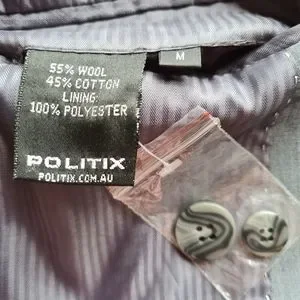 55% WOOL
45% COTTON
LINING:
100% POLYESTER
POLITIX
POLITIX.COM.AU
M